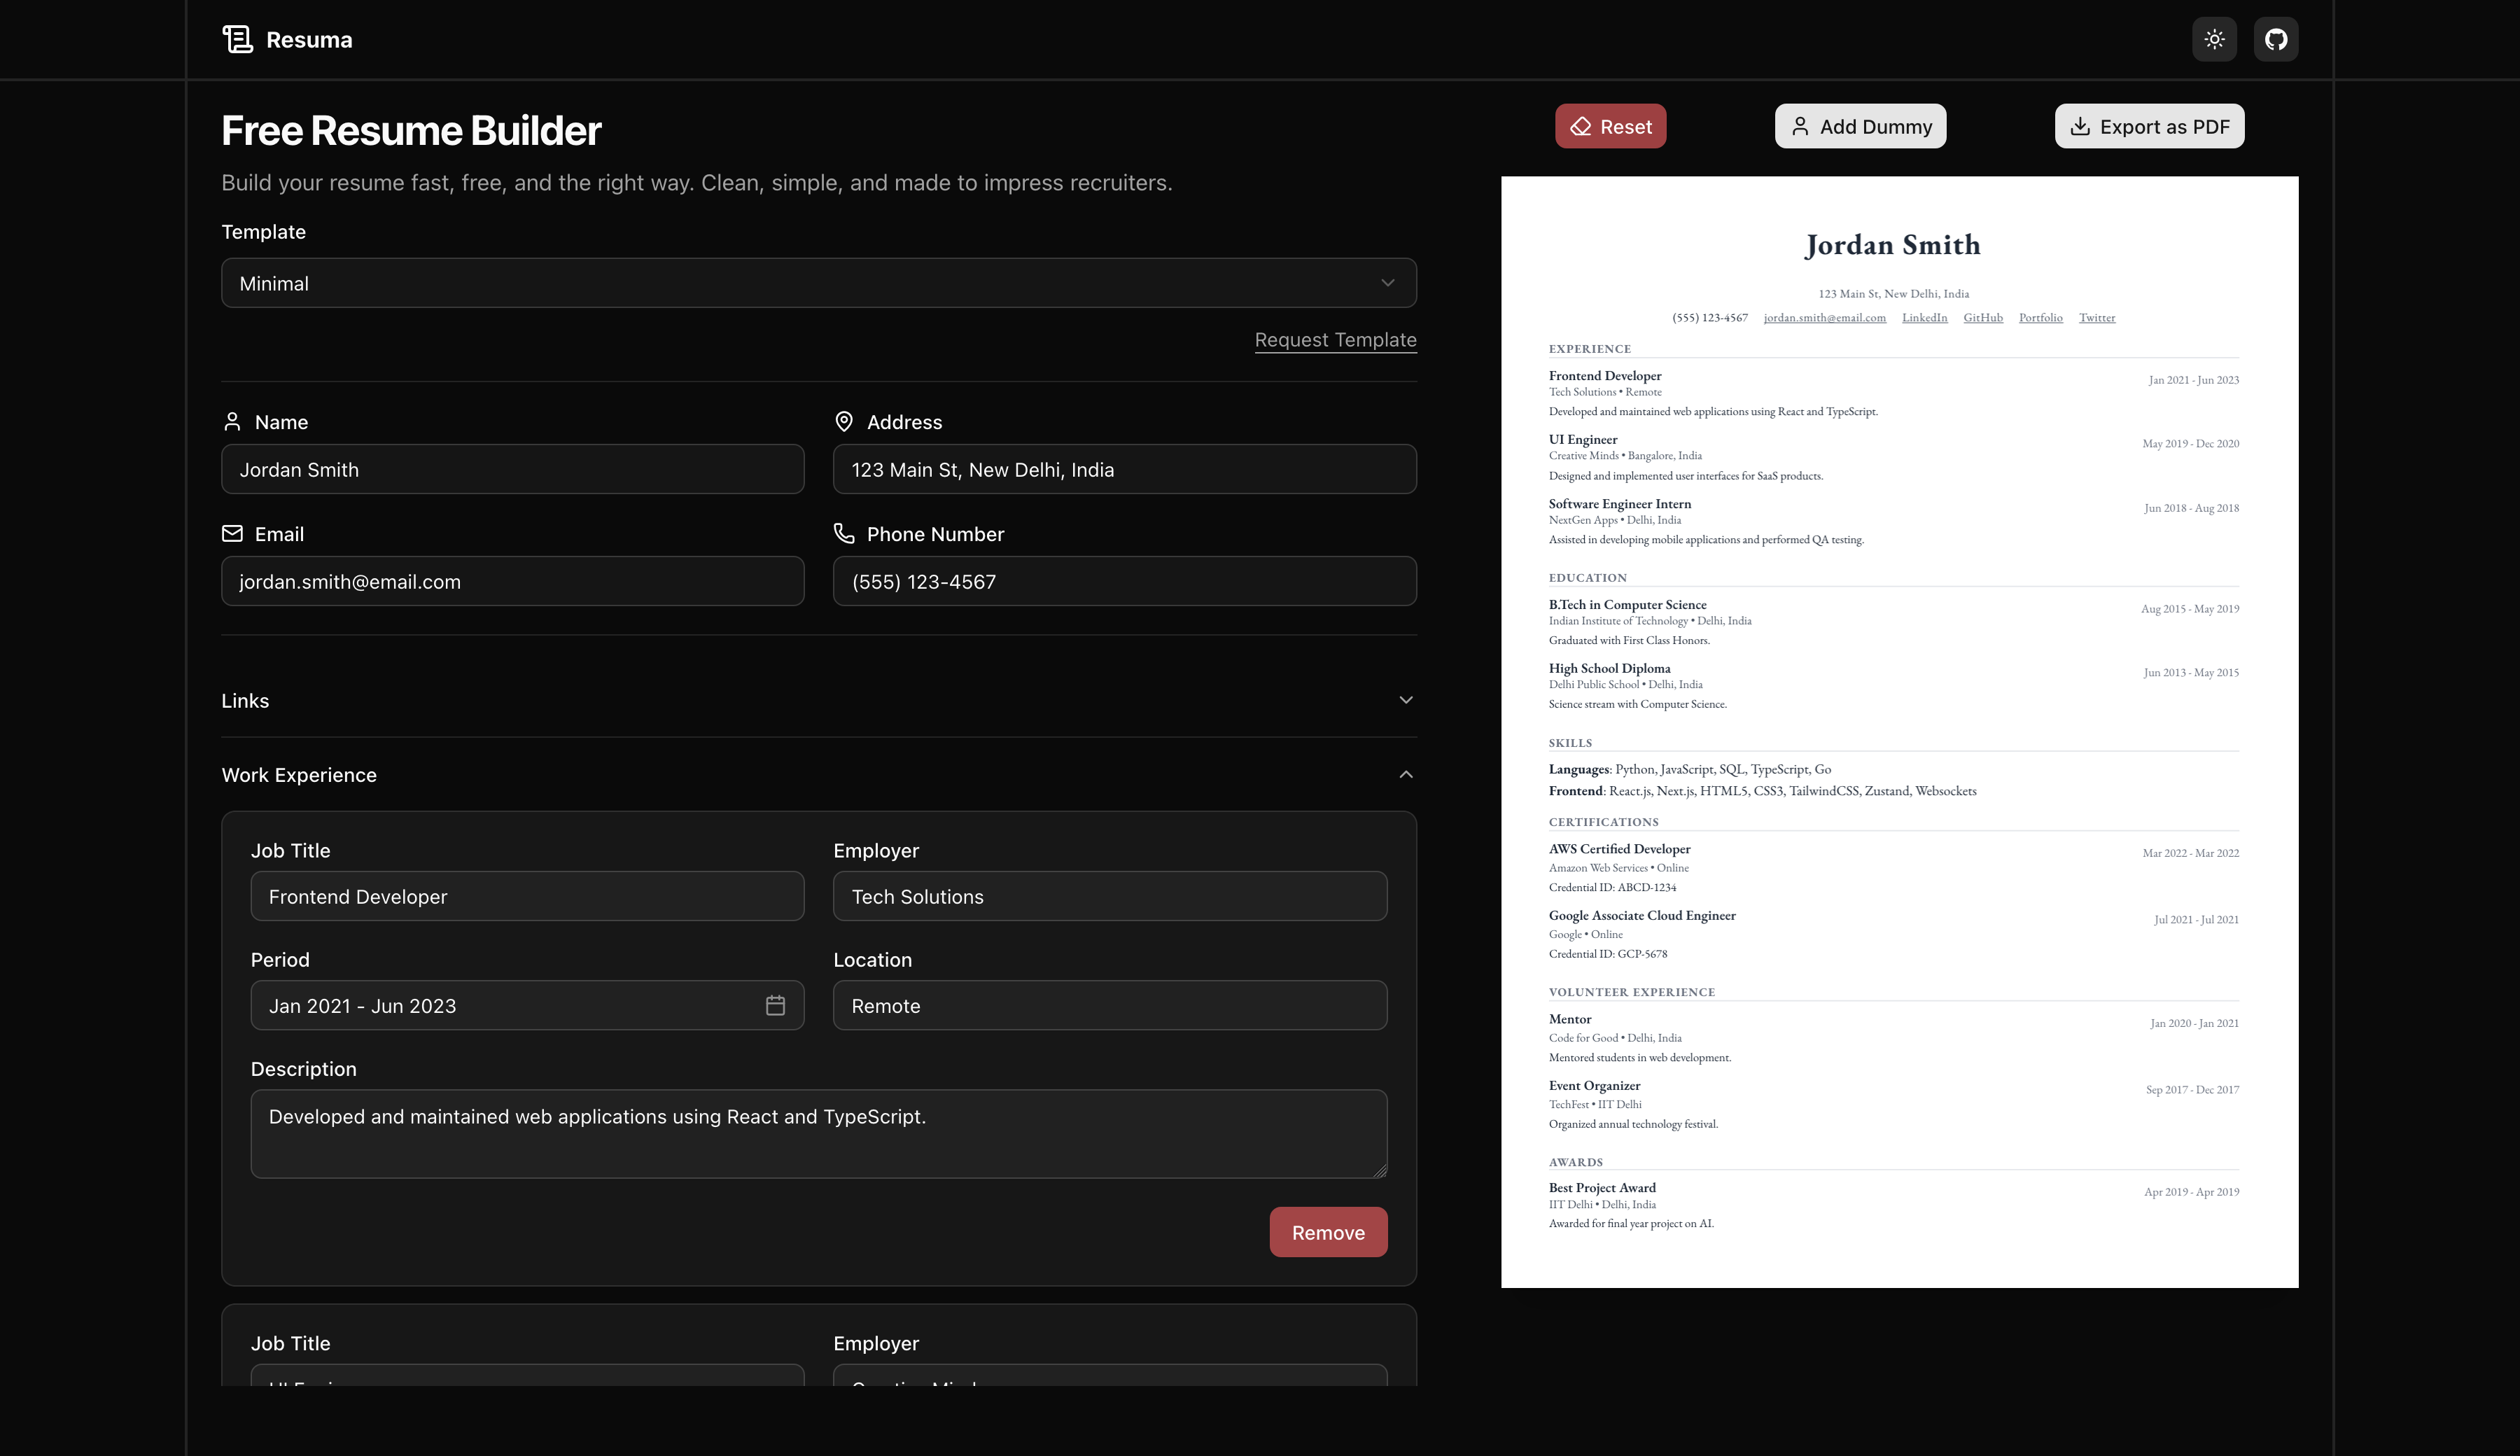 Resuma
Free Resume Builder
Build your resume fast, free, and the right way. Clean, simple, and made to impress recruiters.
Template
Minimal
Request Template
Name
Address
Jordan Smith
123 Main St, New Delhi, India
Email
Phone Number
jordan.smith@email.com
(555) 123-4567
Links
Work Experience
Job Title
Employer
Frontend Developer
Tech Solutions
Period
Location
Jan 2021 - Jun 2023
Remote
Description
Developed and maintained web applications using React and TypeScript.
Remove
Job Title
Employer
Reset
Add Dummy
Export as PDF
Jordan Smith
123 Main St, New Delhi, India
(555) 123-4567 jordan.smith@email.com LinkedIn GitHub Portfolio Twitter
EXPERIENCE
Frontend Developer Jan 2021 - Jun 2023
Tech Solutions • Remote
Developed and maintained web applications using React and TypeScript.
UI Engineer May 2019 - Dec 2020
Creative Minds • Bangalore, India
Designed and implemented user interfaces for SaaS products.
Software Engineer Intern Jun 2018 - Aug 2018
NextGen Apps • Delhi, India
Assisted in developing mobile applications and performed QA testing.
EDUCATION
B.Tech in Computer Science Aug 2015 - May 2019
Indian Institute of Technology • Delhi, India
Graduated with First Class Honors.
High School Diploma Jun 2013 - May 2015
Delhi Public School • Delhi, India
Science stream with Computer Science.
SKILLS
Languages: Python, JavaScript, SQL, TypeScript, Go
Frontend: React.js, Next.js, HTML5, CSS3, TailwindCSS, Zustand, Websockets
CERTIFICATIONS
AWS Certified Developer Mar 2022 - Mar 2022
Amazon Web Services • Online
Credential ID: ABCD-1234
Google Associate Cloud Engineer Jul 2021 - Jul 2021
Google • Online
Credential ID: GCP-5678
VOLUNTEER EXPERIENCE
Mentor Jan 2020 - Jan 2021
Code for Good • Delhi, India
Mentored students in web development.
Event Organizer Sep 2017 - Dec 2017
TechFest • IIT Delhi
Organized annual technology festival.
AWARDS
Best Project Award Apr 2019 - Apr 2019
IIT Delhi • Delhi, India
Awarded for final year project on AI.